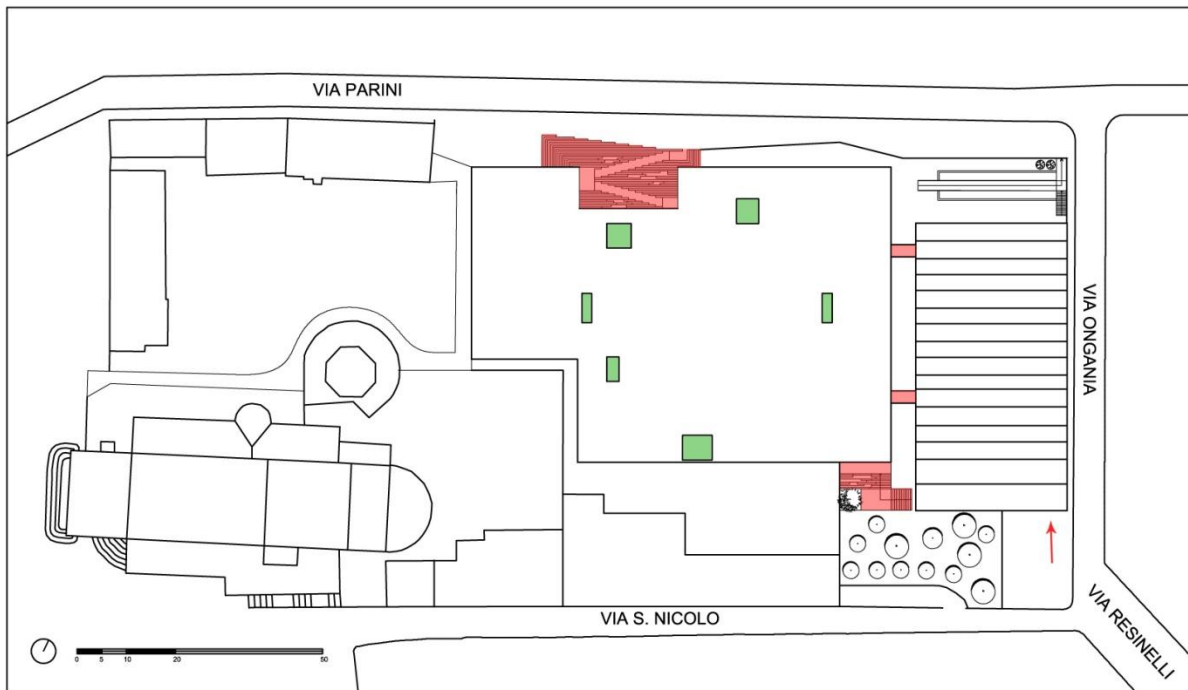 VIA PARINI
VIA ONGANIA
VIA S. NICOLO
VIA RESINELLI
0 5 10 20 50